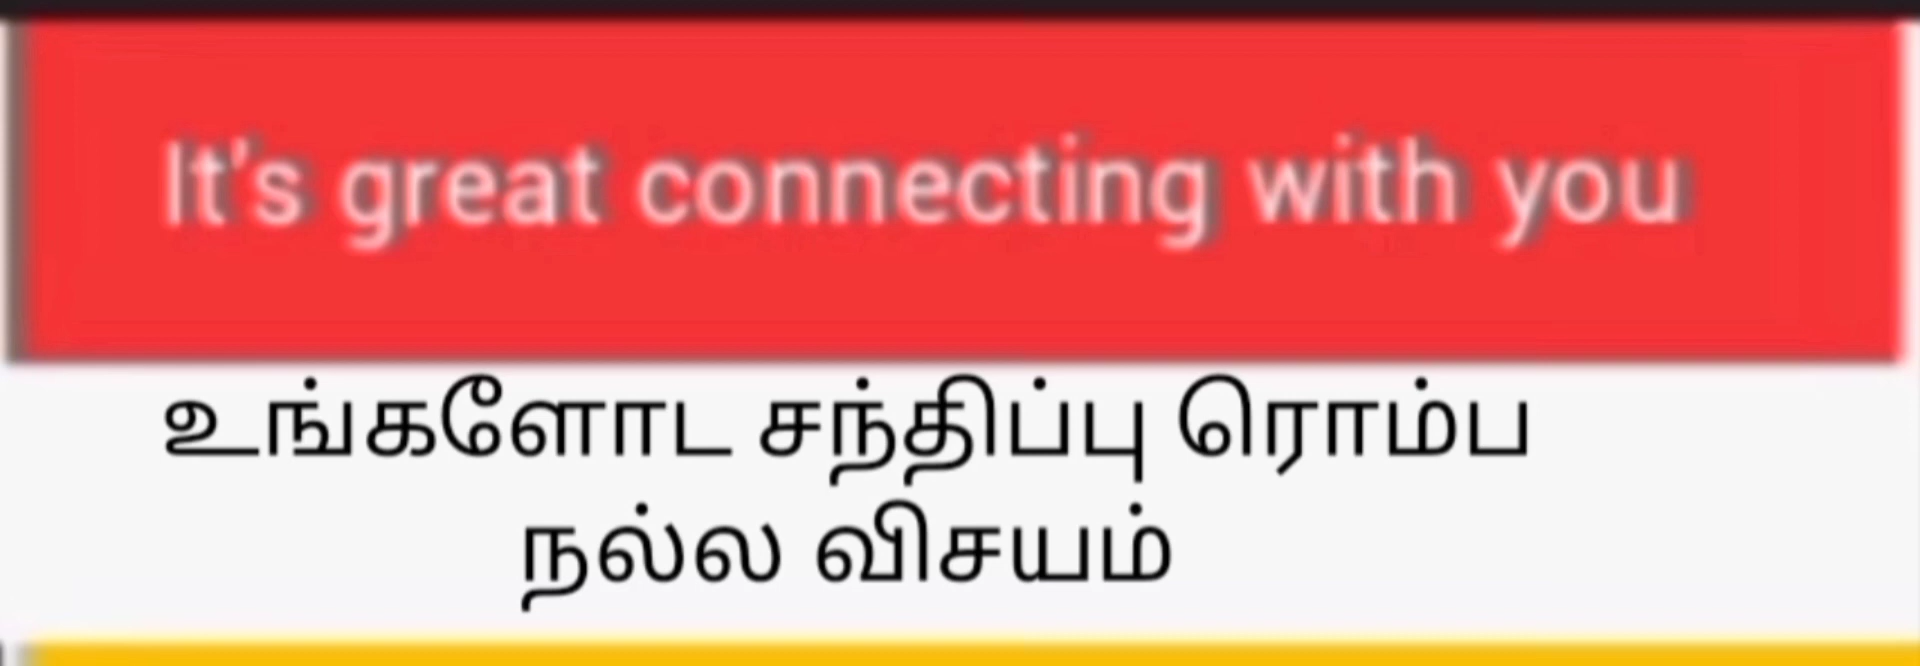 It's great connecting with you
உங்களோட சந்திப்பு ரொம்ப
நல்ல விசயம்